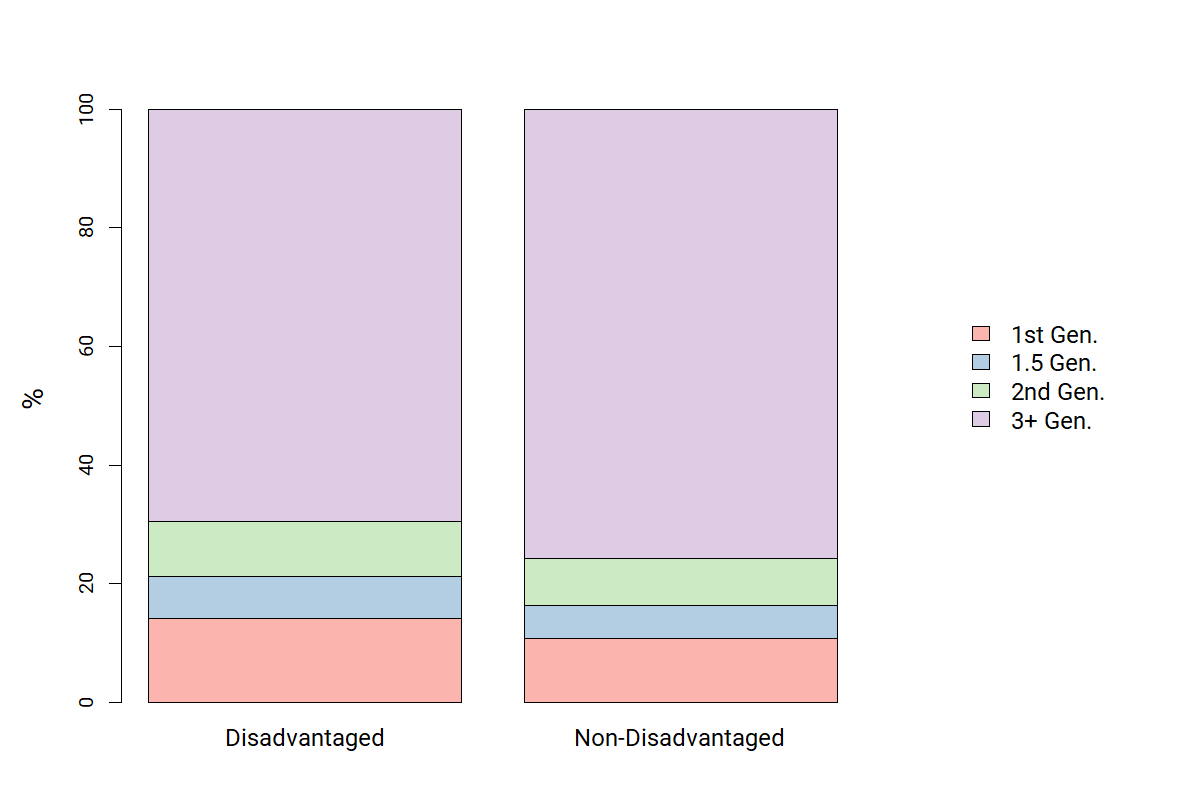 %
100
80
60
40
20
0
Disadvantaged
Non-Disadvantaged
1st Gen.
1.5 Gen.
2nd Gen.
3+ Gen.